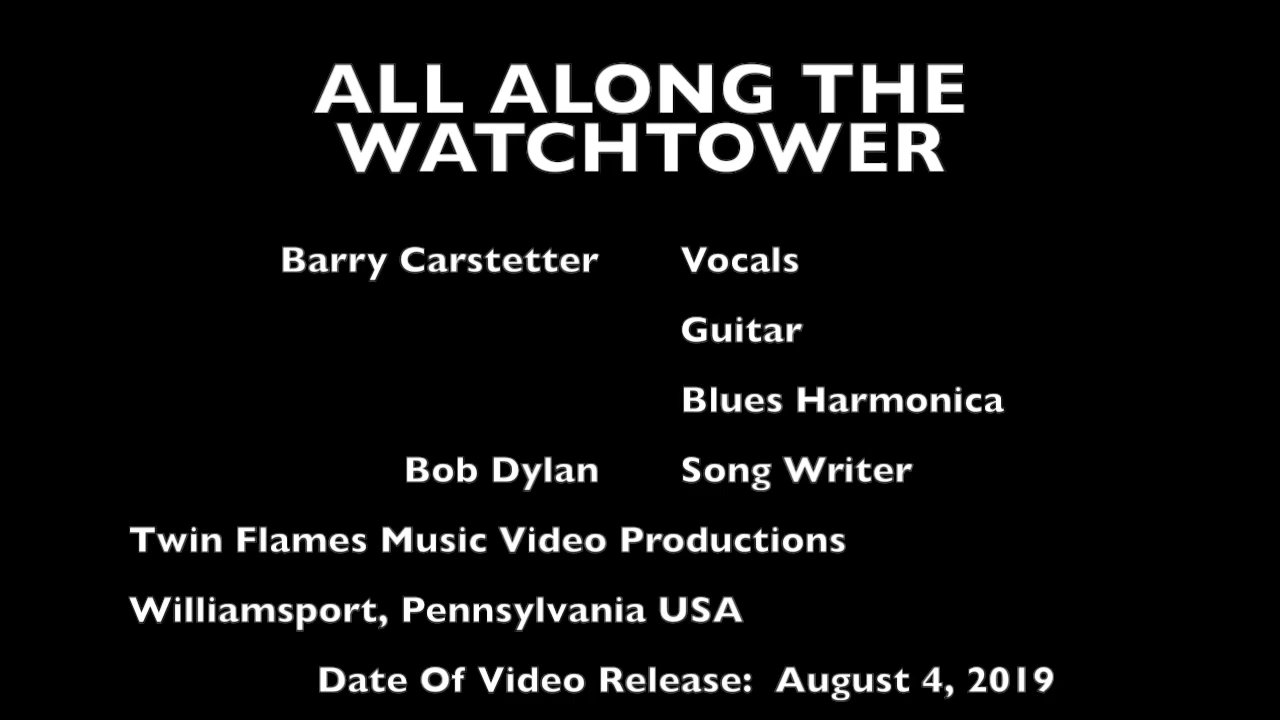 ALL ALONG THE
WATCHTOWER
Barry Carstetter Vocals
Guitar
Blues Harmonica
Bob Dylan Song Writer
Twin Flames Music Video Productions
Williamsport, Pennsylvania USA
Date Of Video Release: August 4, 2019